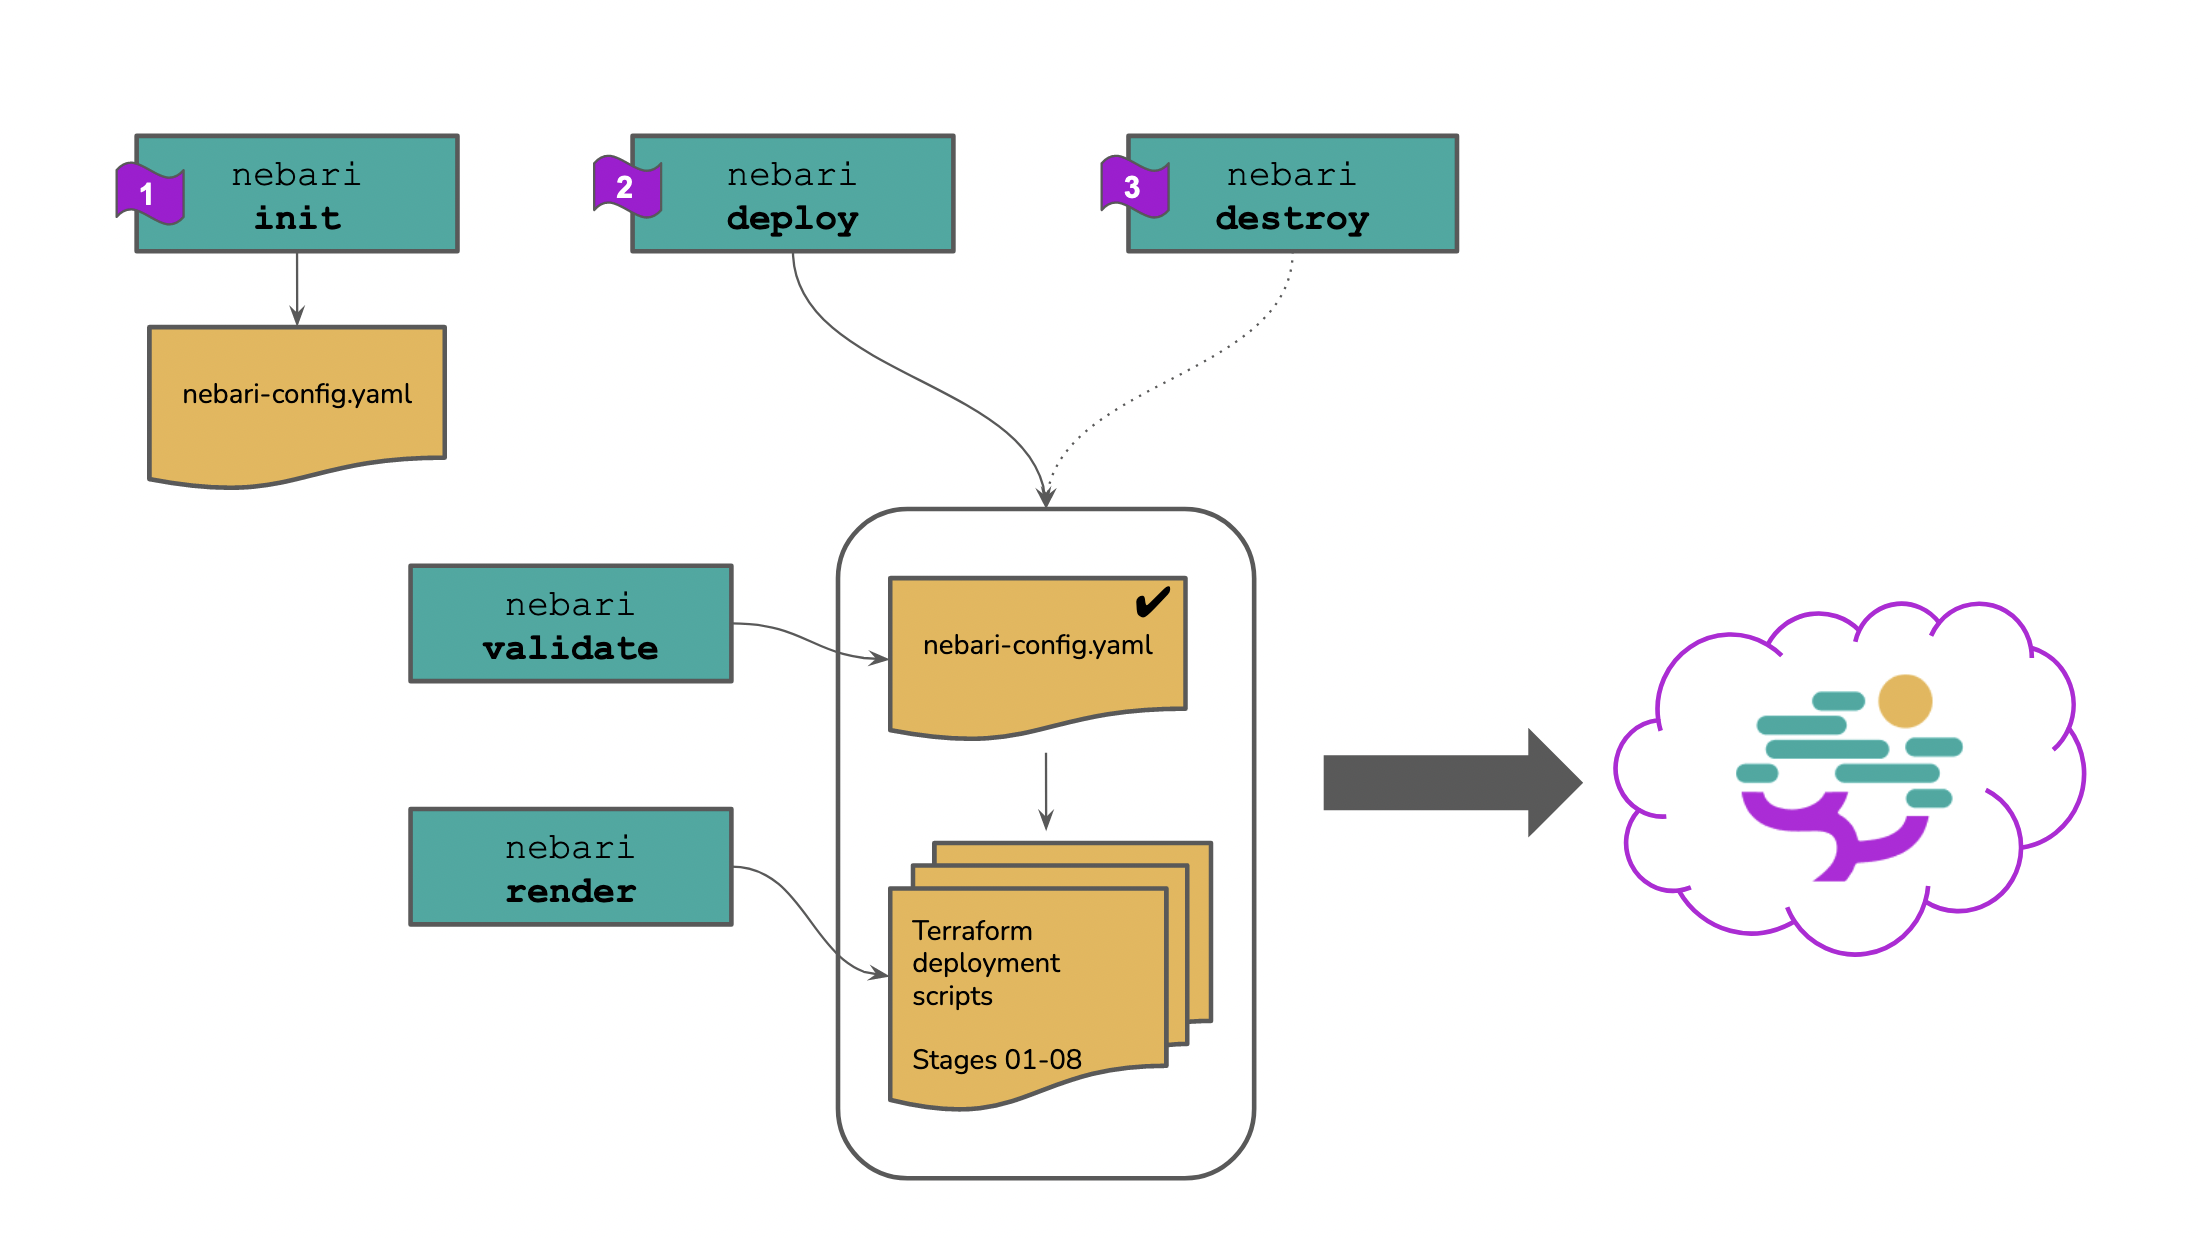 1
nebari
init
2
nebari
deploy
3
nebari
destroy
nebari-config.yaml
nebari
validate
nebari-config.yaml
nebari
render
Terraform
deployment
scripts
Stages 01-08